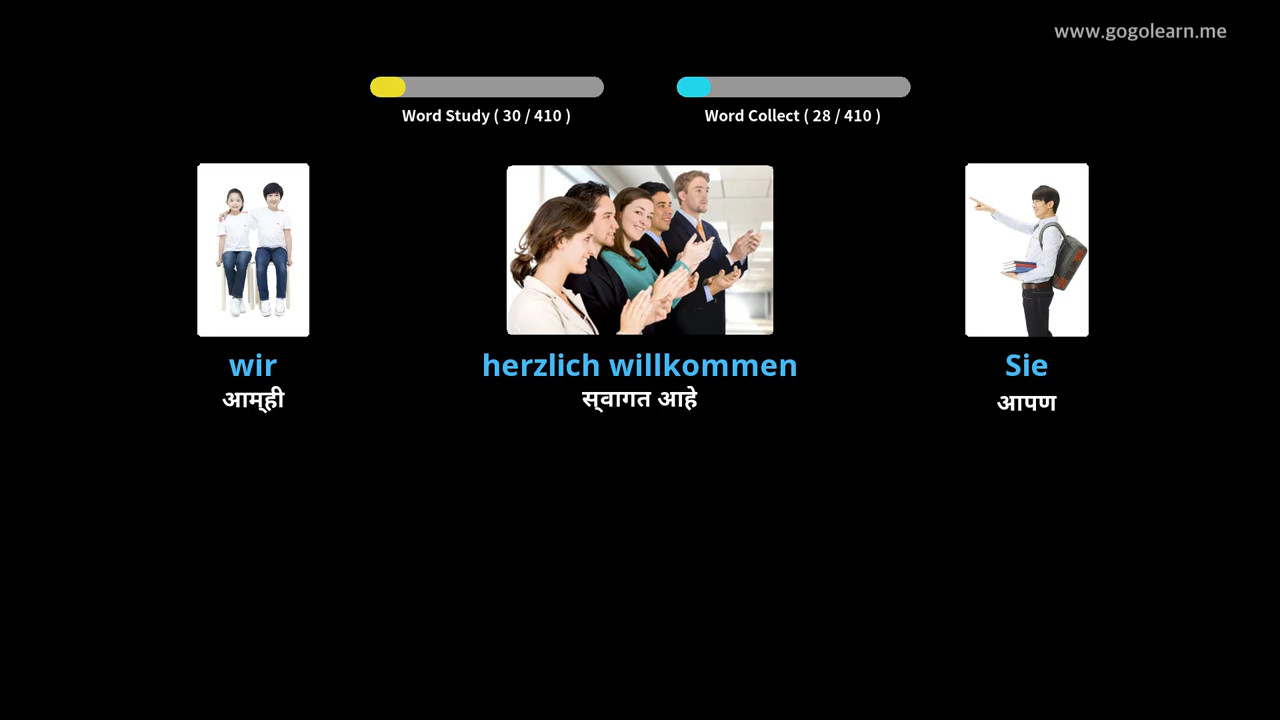 www.gogolearn.me
Word Study ( 30 / 410 )
Word Collect ( 28 / 410 )
wir
आम्ही
herzlich willkommen
स्वागत आहे
Sie
आपण